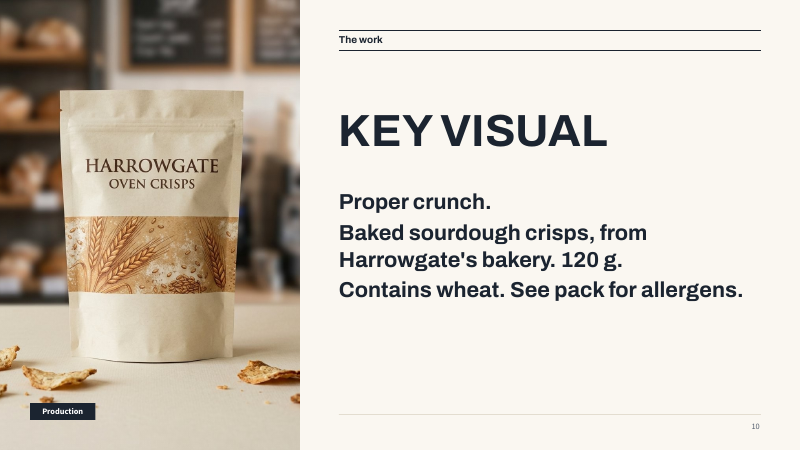 The work
KEY VISUAL
Proper crunch.
Baked sourdough crisps, from
Harrowgate's bakery. 120 g.
Contains wheat. See pack for allergens.
HARROWGATE
OVEN CRISPS
Production
10